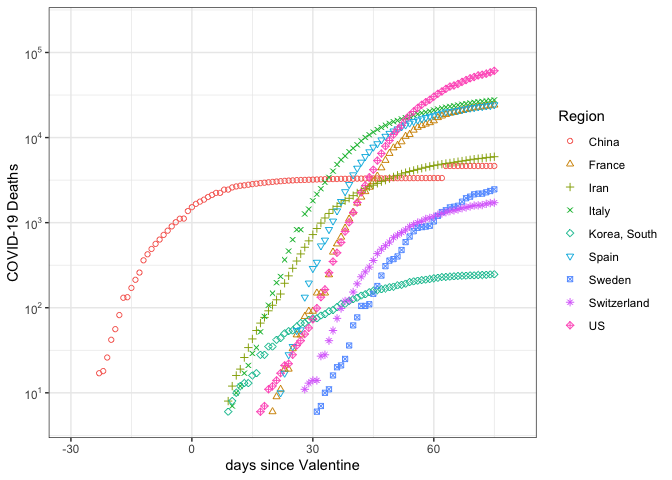 COVID-19 Deaths
10⁵
10⁴
10³
10²
10¹
-30
0
30
60
days since Valentine
Region
China
France
Iran
Italy
Korea, South
Spain
Sweden
Switzerland
US